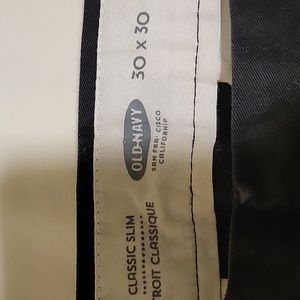 CLASSIC SLIM
DROIT CLASSIQUE
OLD-NAVY
SAN FRANCISCO
CALIFORNIA
30 x 30